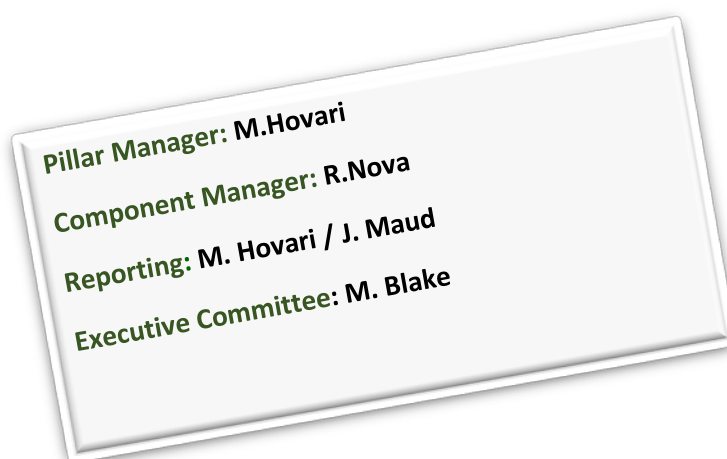 Pillar Manager: M.Hovari
Component Manager: R.Nova
Reporting: M. Hovari / J. Maud
Executive Committee: M. Blake